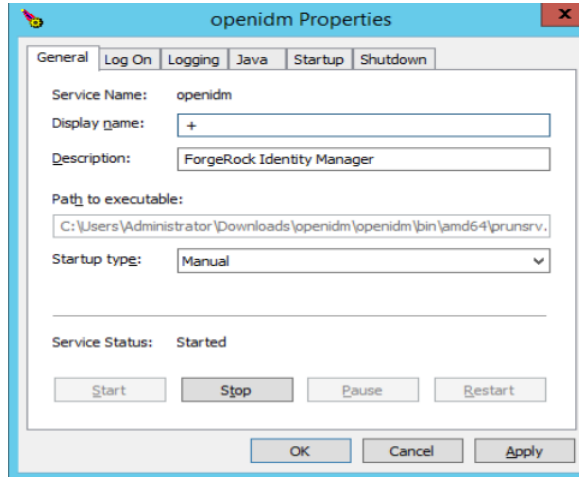 openidm Properties
x
General Log On Logging Java Startup Shutdown
Service Name: openidm
Display name: +
Description: ForgeRock Identity Manager
Path to executable:
C:\Users\Administrator\Downloads\openidm\openidm\bin\amd64\prunsrv.
Startup type: Manual
Service Status: Started
Start Stop Pause Restart
OK Cancel Apply